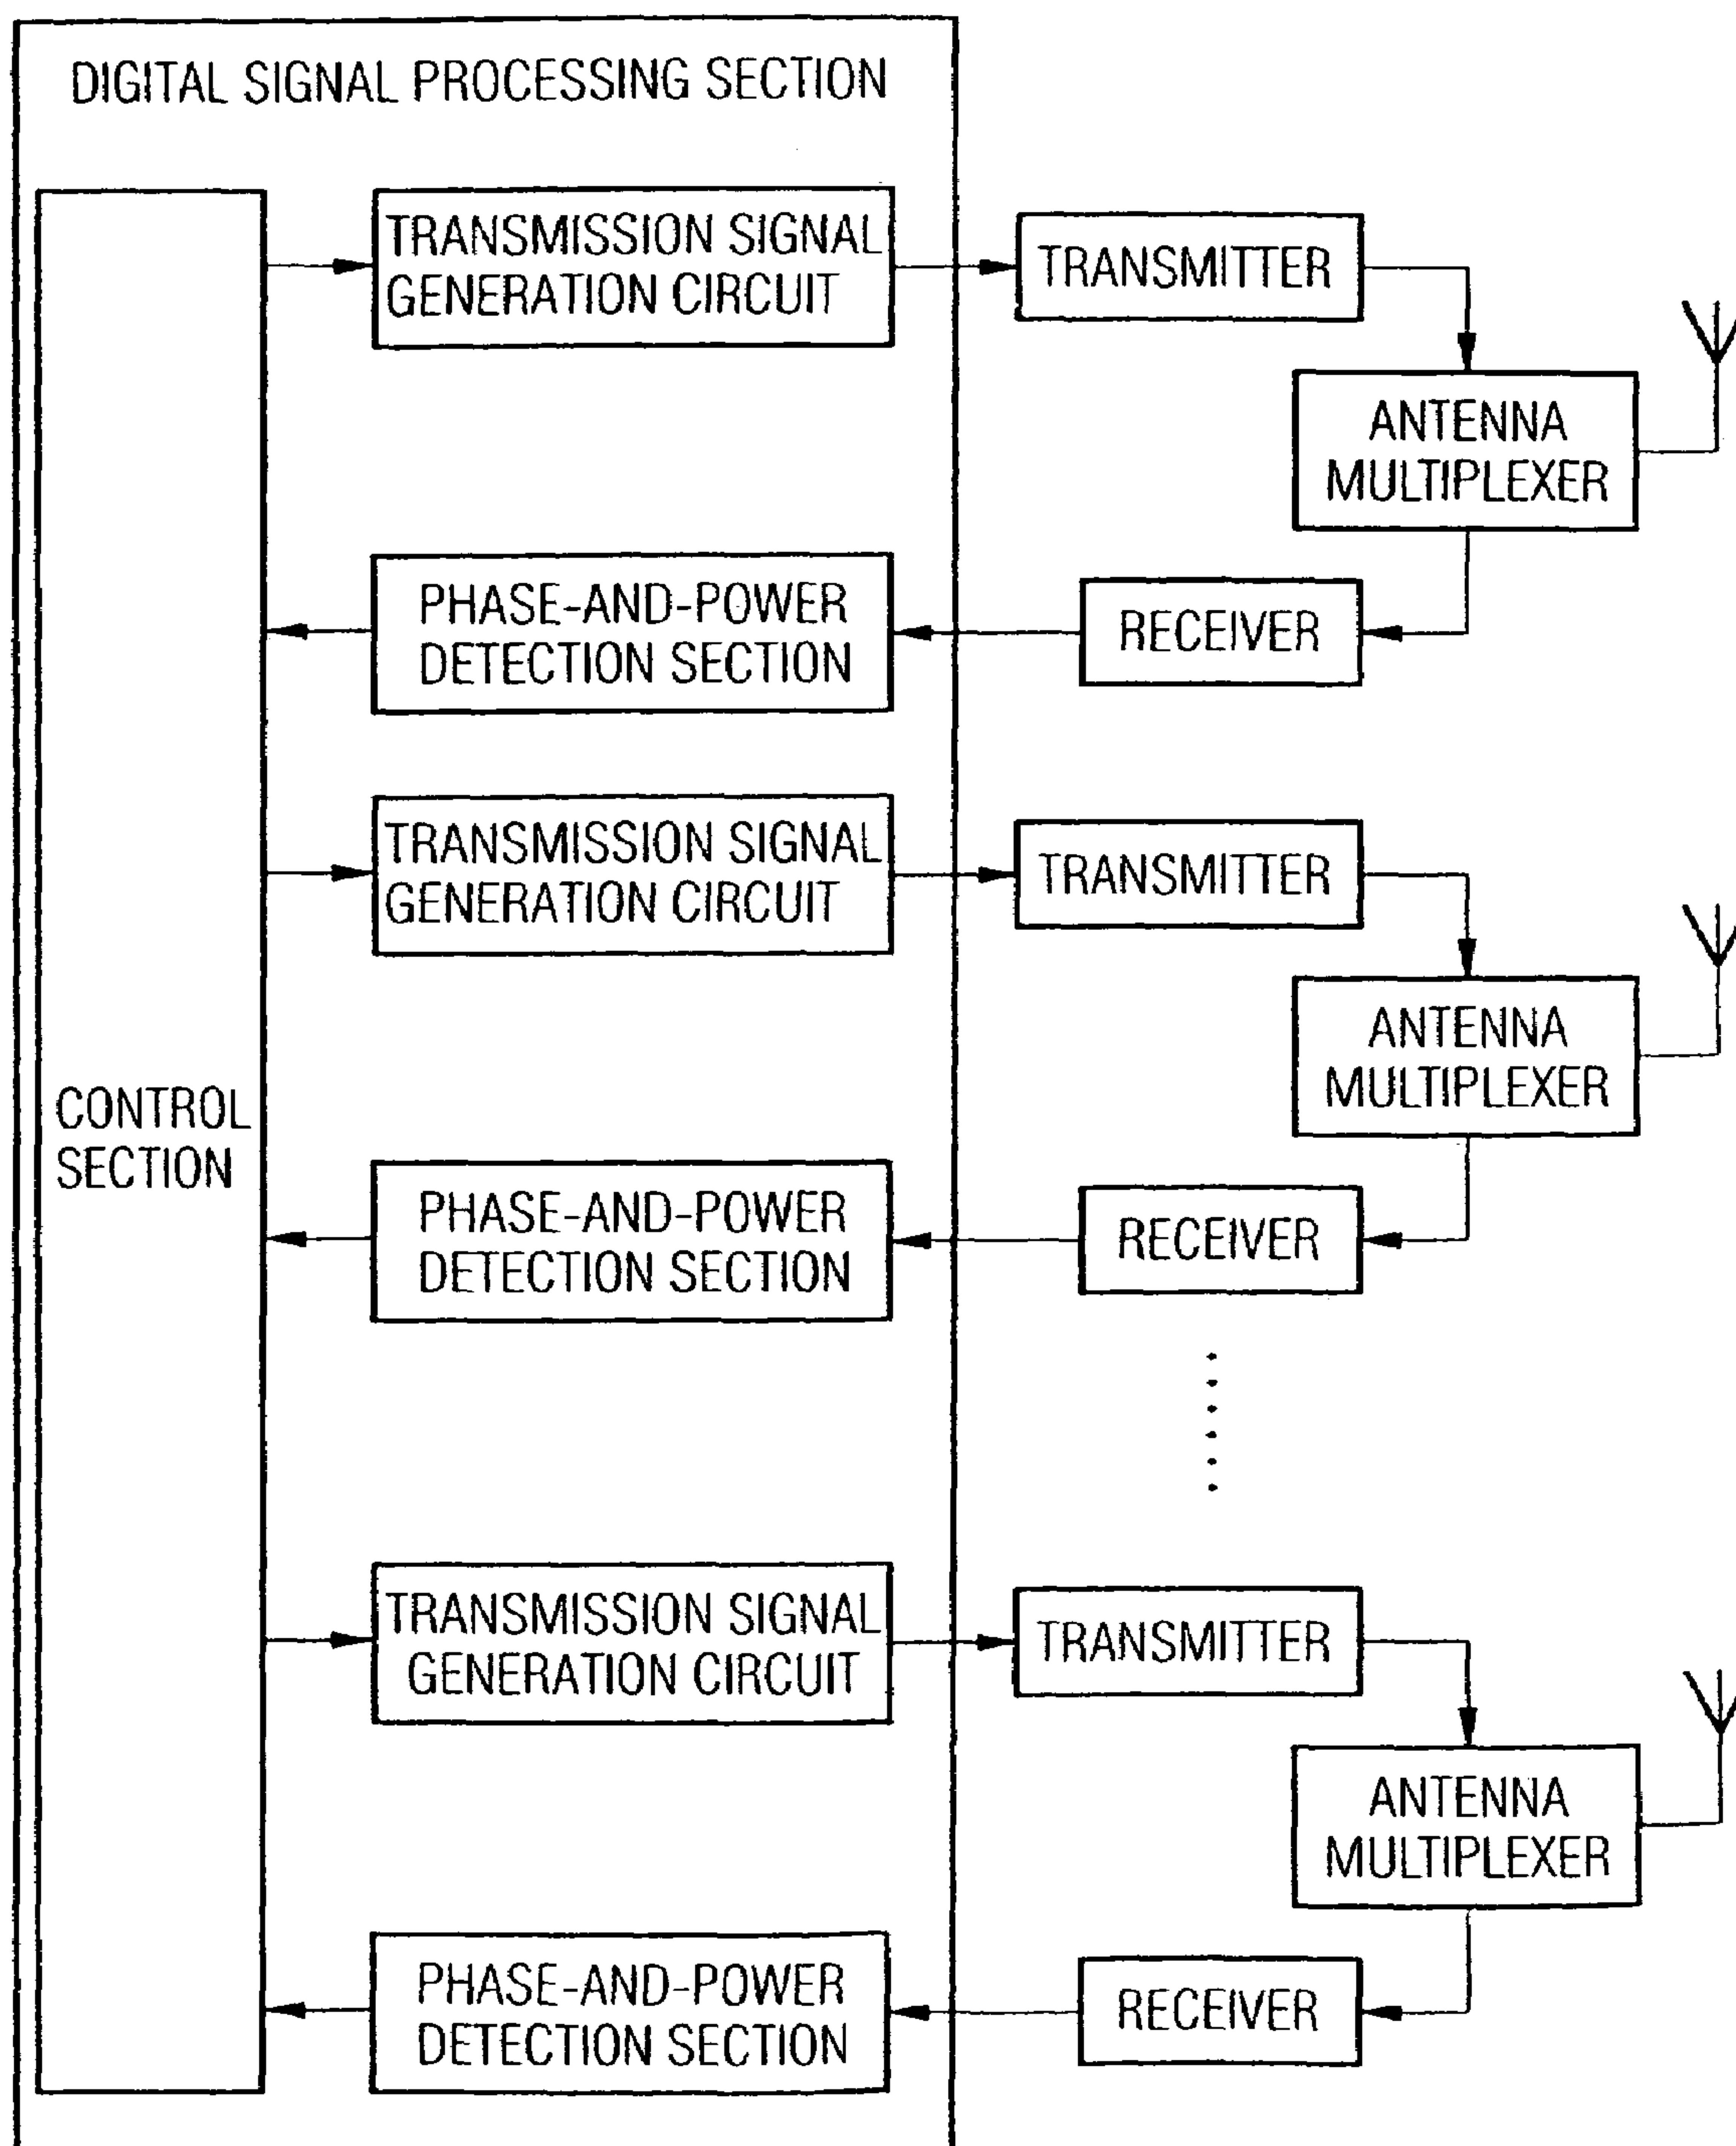 DIGITAL SIGNAL PROCESSING SECTION
TRANSMISSION SIGNAL
GENERATION CIRCUIT
TRANSMITTER
ANTENNA
MULTIPLEXER
PHASE-AND-POWER
DETECTION SECTION
RECEIVER
TRANSMISSION SIGNAL
GENERATION CIRCUIT
TRANSMITTER
ANTENNA
MULTIPLEXER
CONTROL
SECTION
PHASE-AND-POWER
DETECTION SECTION
RECEIVER
TRANSMISSION SIGNAL
GENERATION CIRCUIT
TRANSMITTER
ANTENNA
MULTIPLEXER
PHASE-AND-POWER
DETECTION SECTION
RECEIVER